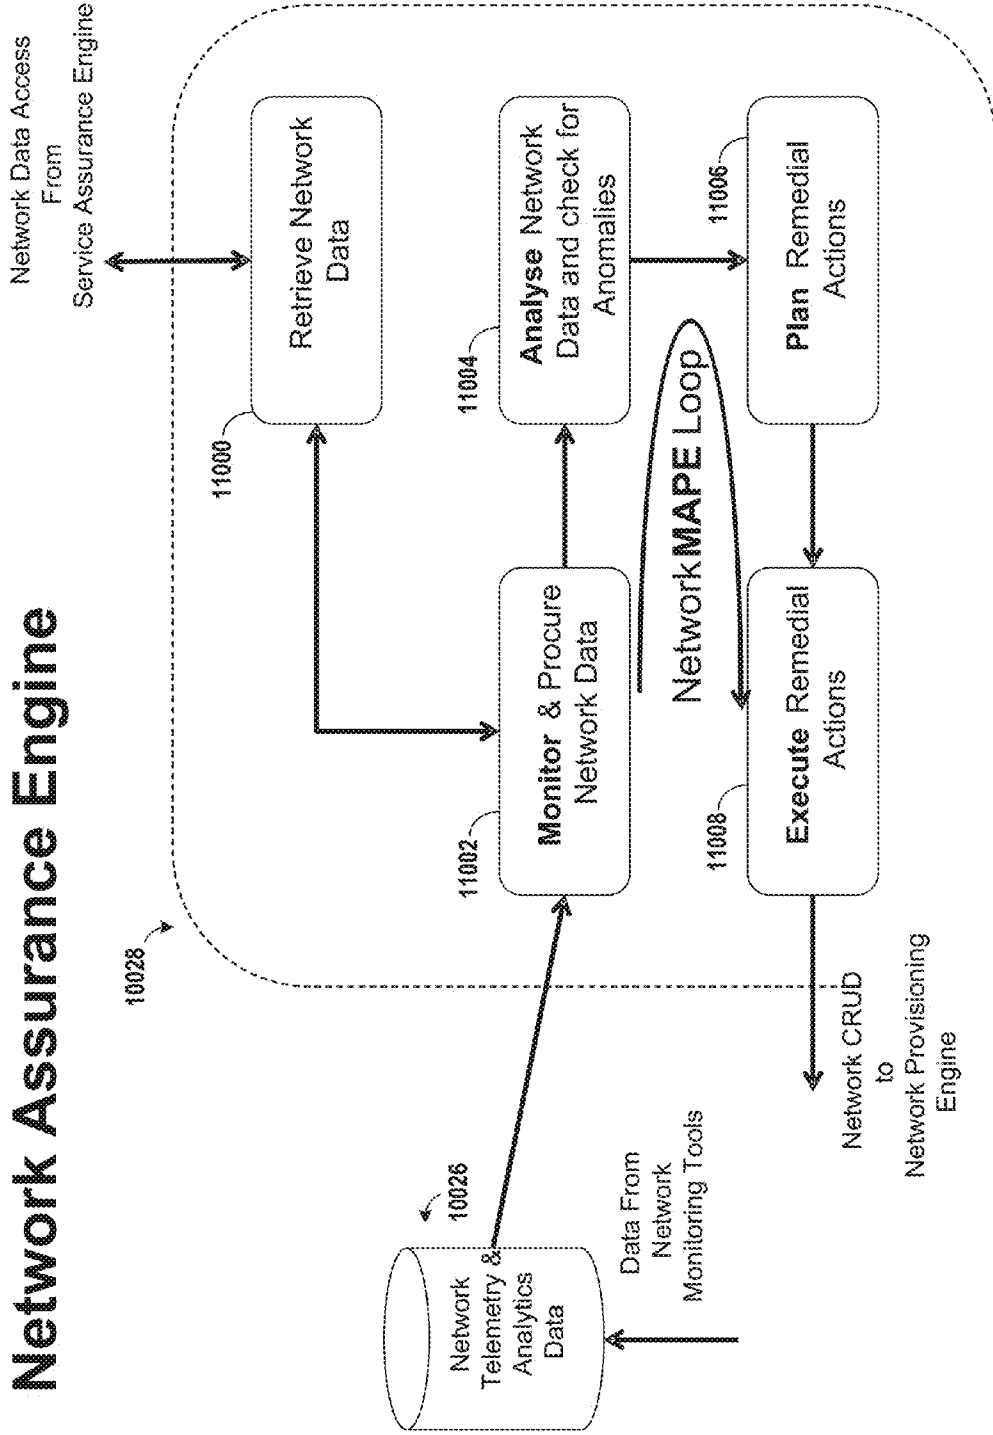 Network Assurance Engine
Network Data Access
From
Service Assurance Engine
10028
11000
Retrieve Network
Data
10026
Network
Telemetry &
Analytics
Data
Data From
Network
Monitoring Tools
11002
Monitor & Procure
Network Data
11004
Analyse Network
Data and check for
Anomalies
Network MAPE Loop
11008
Execute Remedial
Actions
11006
Plan Remedial
Actions
Network CRUD
to
Network Provisioning
Engine